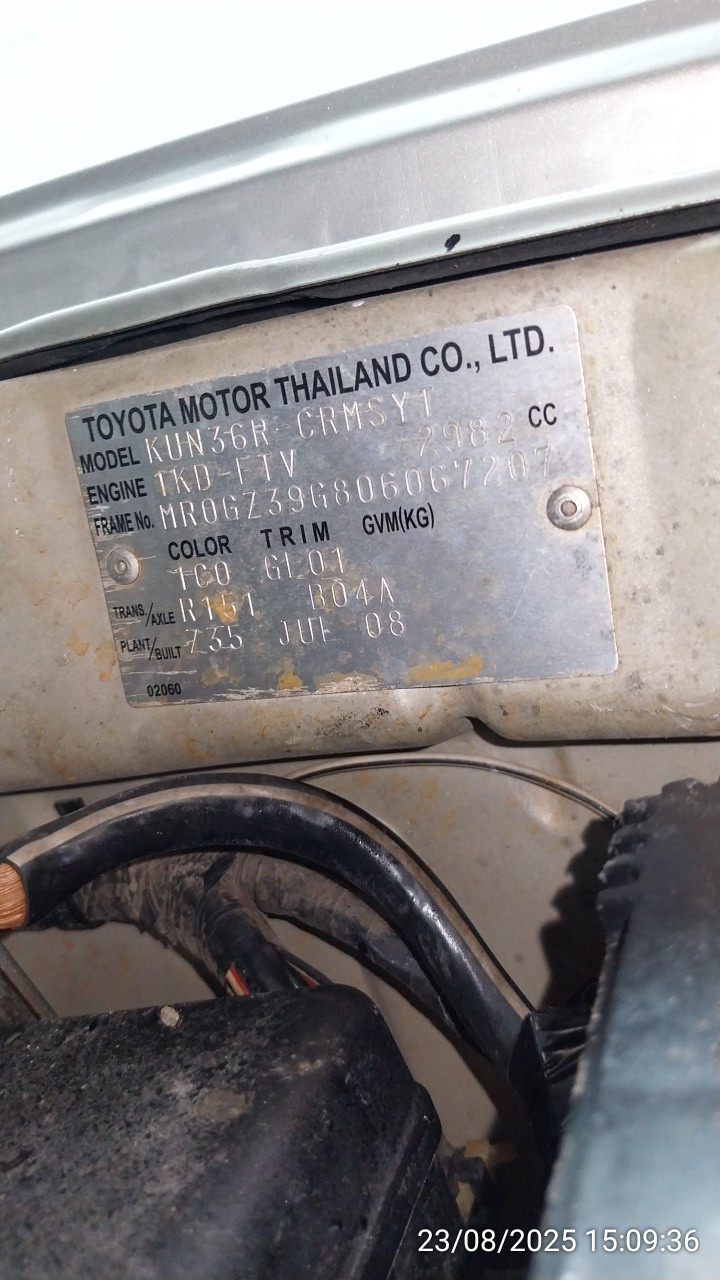 TOYOTA MOTOR THAILAND CO., LTD.
MODEL KUN36R-CRMSYT
ENGINE 1KD-FTV 2982 CC
FRAME No. MR0GZ39G806067207
COLOR TRIM GVM(KG)
1C0 GL01
TRANS./AXLE R151 B04A
PLANT/BUILT Z35 08
02060
23/08/2025 15:09:36